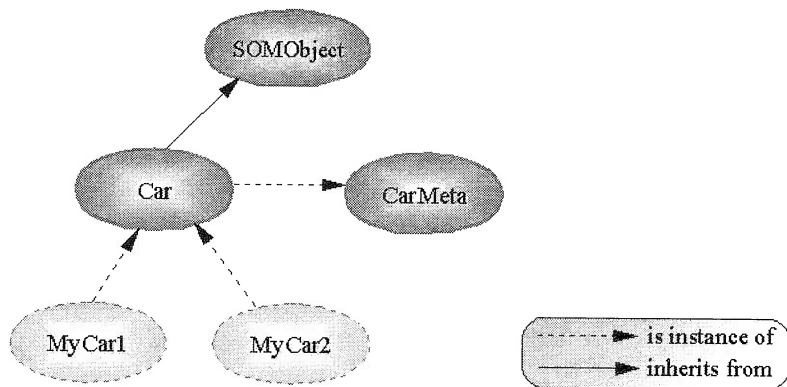 SOMObject
Car
CarMeta
MyCar1
MyCar2
is instance of
inherits from